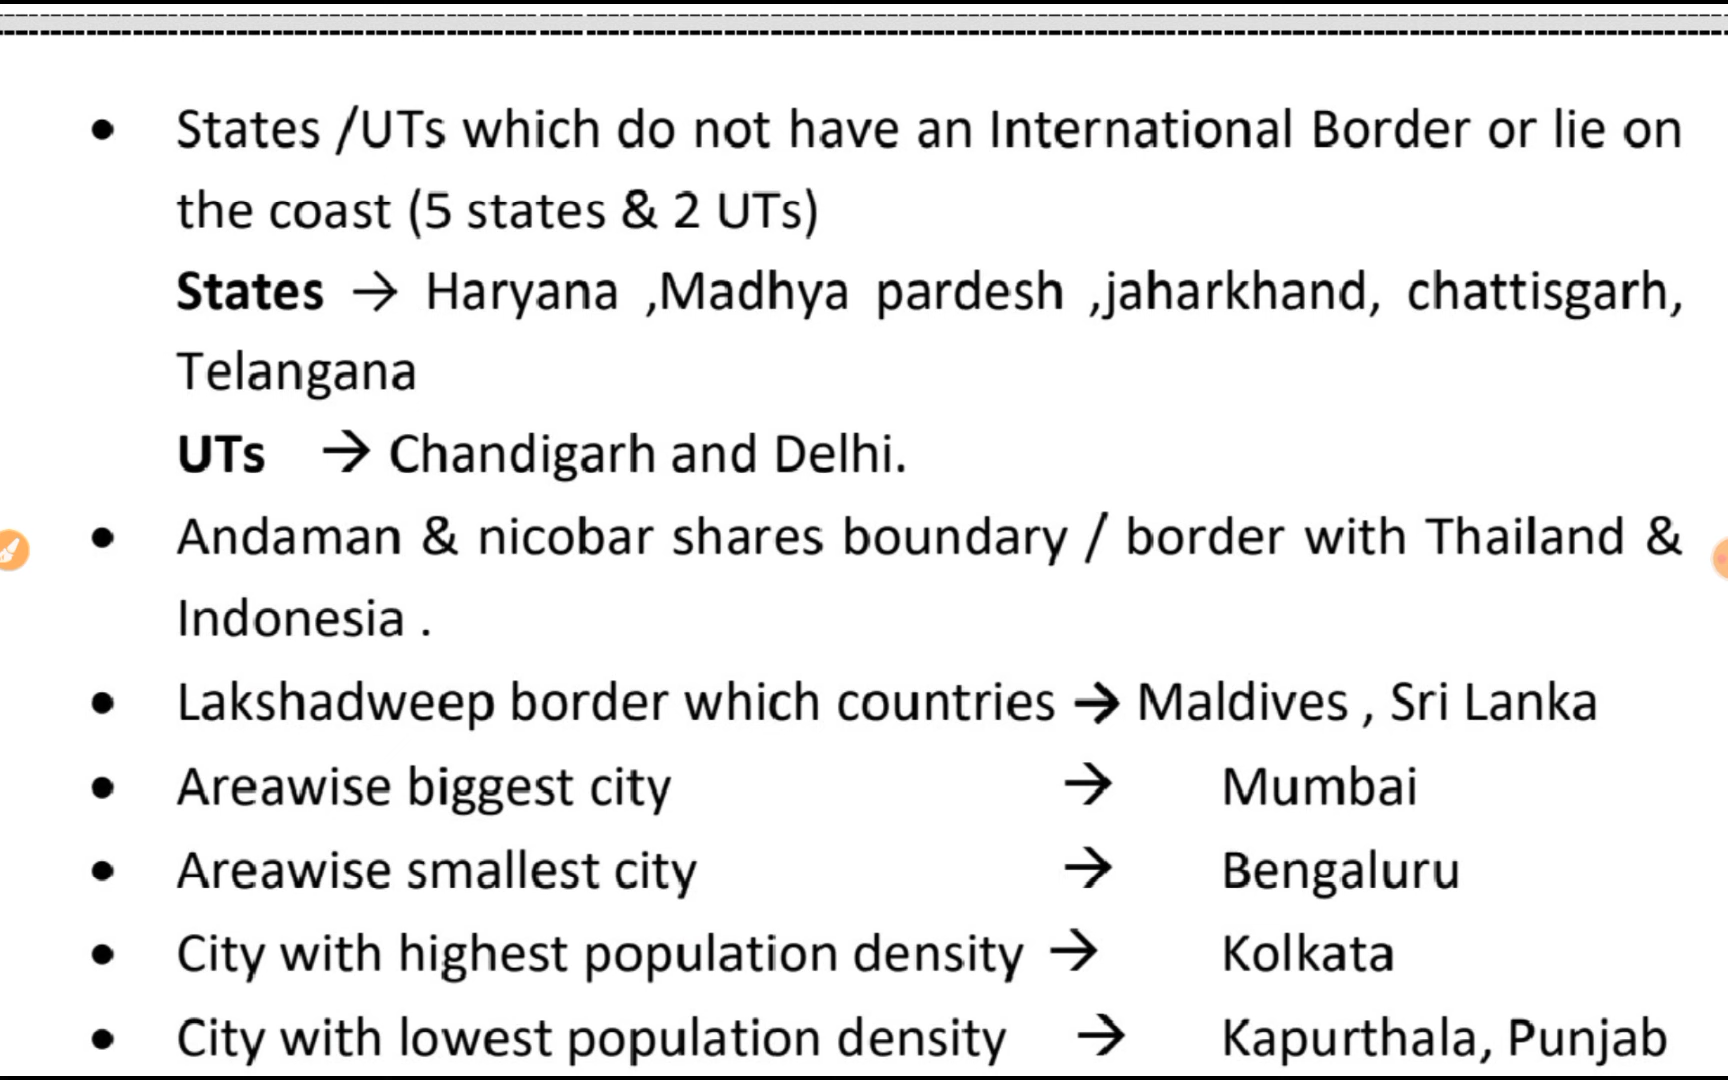 • States /UTs which do not have an International Border or lie on
the coast (5 states & 2 UTs)
States → Haryana ,Madhya pardesh ,jaharkhand, chattisgarh,
Telangana
UTs → Chandigarh and Delhi.
• Andaman & nicobar shares boundary / border with Thailand &
Indonesia .
• Lakshadweep border which countries → Maldives , Sri Lanka
• Areawise biggest city → Mumbai
• Areawise smallest city → Bengaluru
• City with highest population density → Kolkata
• City with lowest population density → Kapurthala, Punjab